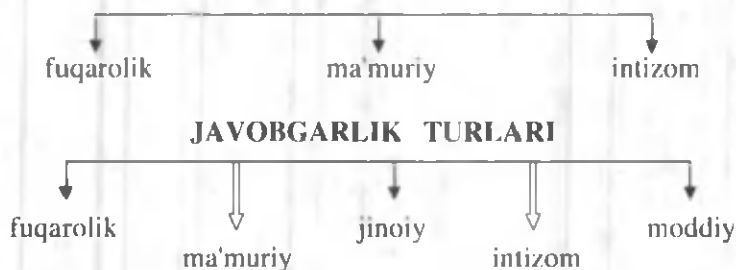 fuqarolik ma'muriy intizom
JAVOBGARLIK TURLARI
fuqarolik jinoiy moddiy
ma'muriy intizom